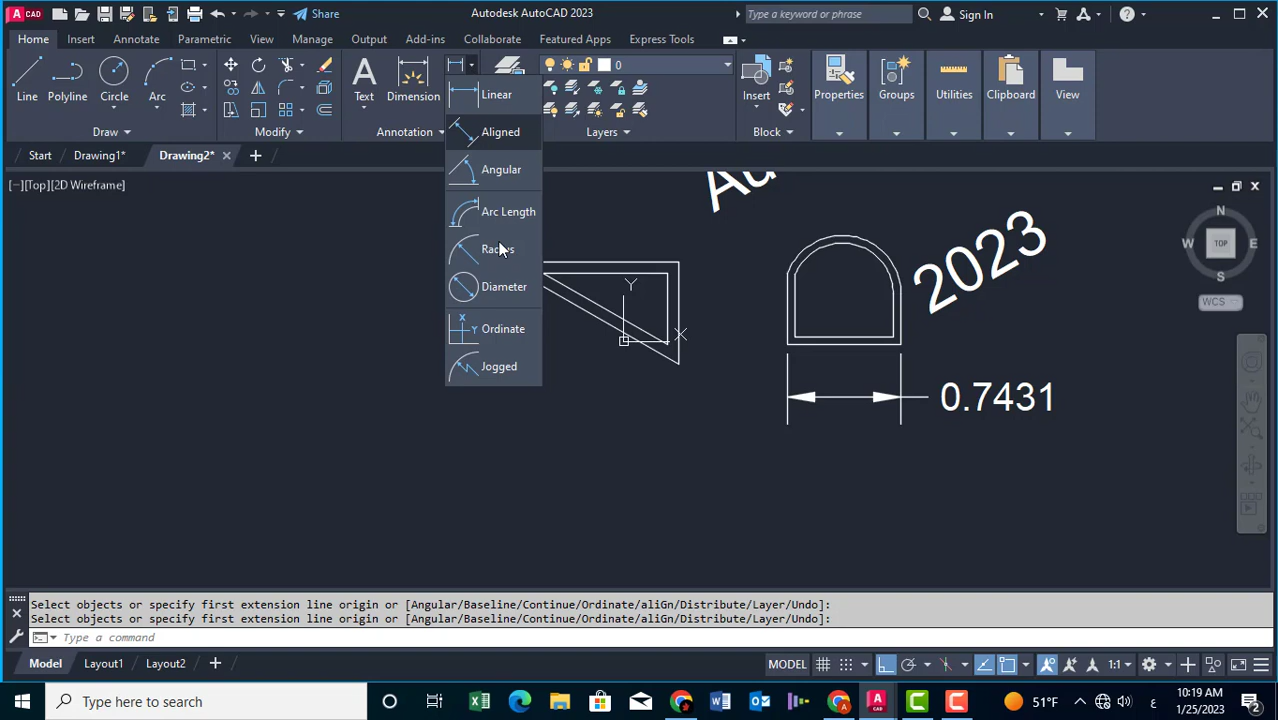 CAD
Share
Autodesk AutoCAD 2023
Type a keyword or phrase
Sign In
Home
Insert
Annotate
Parametric
View
Manage
Output
Add-ins
Collaborate
Featured Apps
Express Tools
Line
Polyline
Circle
Arc
Text
Dimension
0
Insert
Properties
Groups
Utilities
Clipboard
View
Draw
Modify
Annotation
Layers
Block
Linear
Aligned
Angular
Arc Length
Radius
Diameter
Ordinate
Jogged
Start
Drawing1*
Drawing2*
[−][Top][2D Wireframe]
2023
Y
X
0.7431
N
W
TOP
E
S
WCS
Select objects or specify first extension line origin or [Angular/Baseline/Continue/Ordinate/aliGn/Distribute/Layer/Undo]:
Select objects or specify first extension line origin or [Angular/Baseline/Continue/Ordinate/aliGn/Distribute/Layer/Undo]:
Type a command
Model
Layout1
Layout2
MODEL
1:1
Type here to search
51°F
ع
10:19 AM
1/25/2023
2